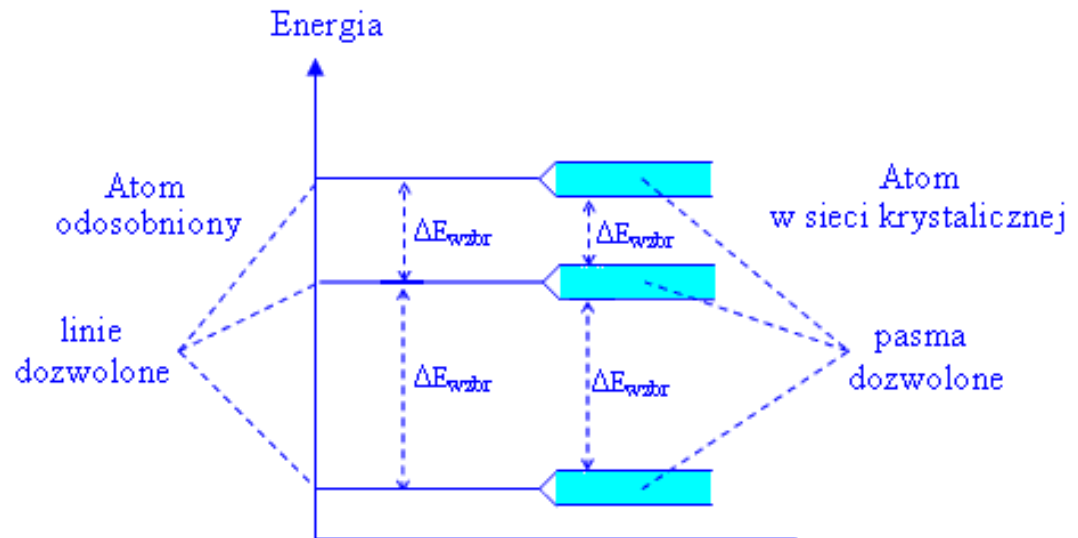 Energia
Atom
odosobniony
Atom
w sieci krystalicznej
ΔEwzbr
ΔEwzbr
linie
dozwolone
pasma
dozwolone
ΔEwzbr
ΔEwzbr